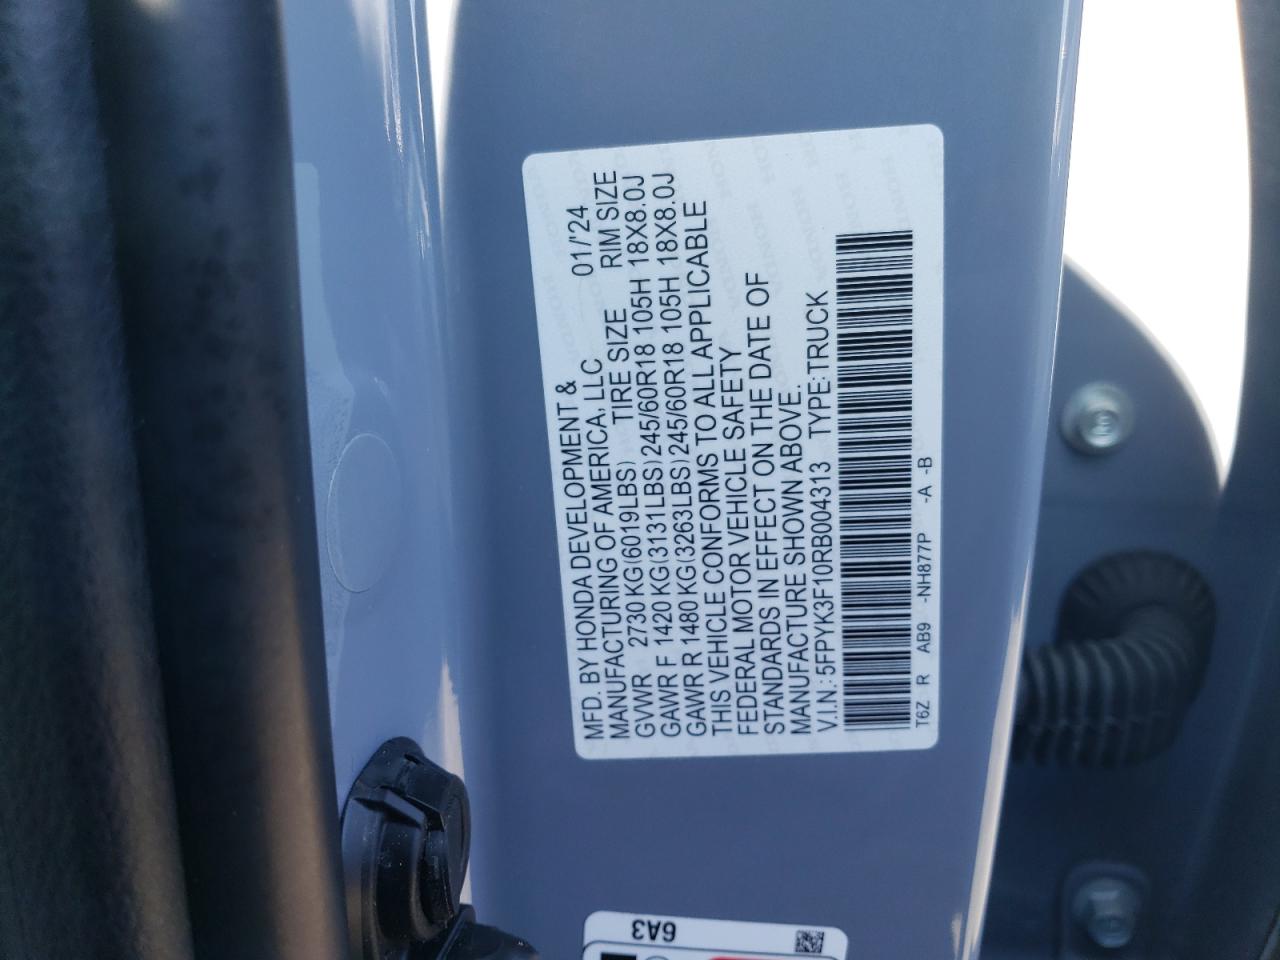 MFD. BY HONDA DEVELOPMENT &
MANUFACTURING OF AMERICA, LLC 01/'24
GVWR 2730 KG(6019LBS) TIRE SIZE RIM SIZE
GAWR F 1420 KG(3131LBS) 245/60R18 105H 18X8.0J
GAWR R 1480 KG(3263LBS) 245/60R18 105H 18X8.0J
THIS VEHICLE CONFORMS TO ALL APPLICABLE
FEDERAL MOTOR VEHICLE SAFETY
STANDARDS IN EFFECT ON THE DATE OF
MANUFACTURE SHOWN ABOVE.
V.I.N.: 5FPYK3F10RB004313 TYPE: TRUCK
T6Z R AB9 -NH877P -A -B
6A3